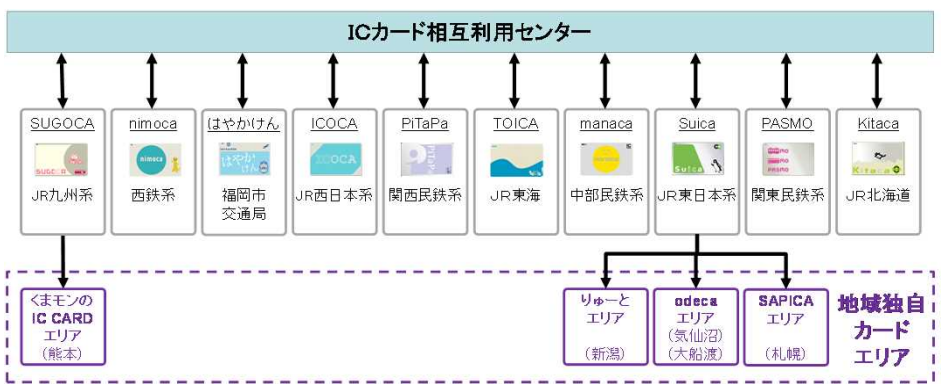 ICカード相互利用センター
SUGOCA
JR九州系
nimoca
西鉄系
はやかけん
福岡市
交通局
ICOCA
JR西日本系
PiTaPa
関西民鉄系
TOICA
JR東海
manaca
中部民鉄系
Suica
JR東日本系
PASMO
関東民鉄系
Kitaca
JR北海道
くまモンの
IC CARD
エリア
(熊本)
りゅーと
エリア
(新潟)
odeca
エリア
(気仙沼)
(大船渡)
SAPICA
エリア
(札幌)
地域独自
カード
エリア